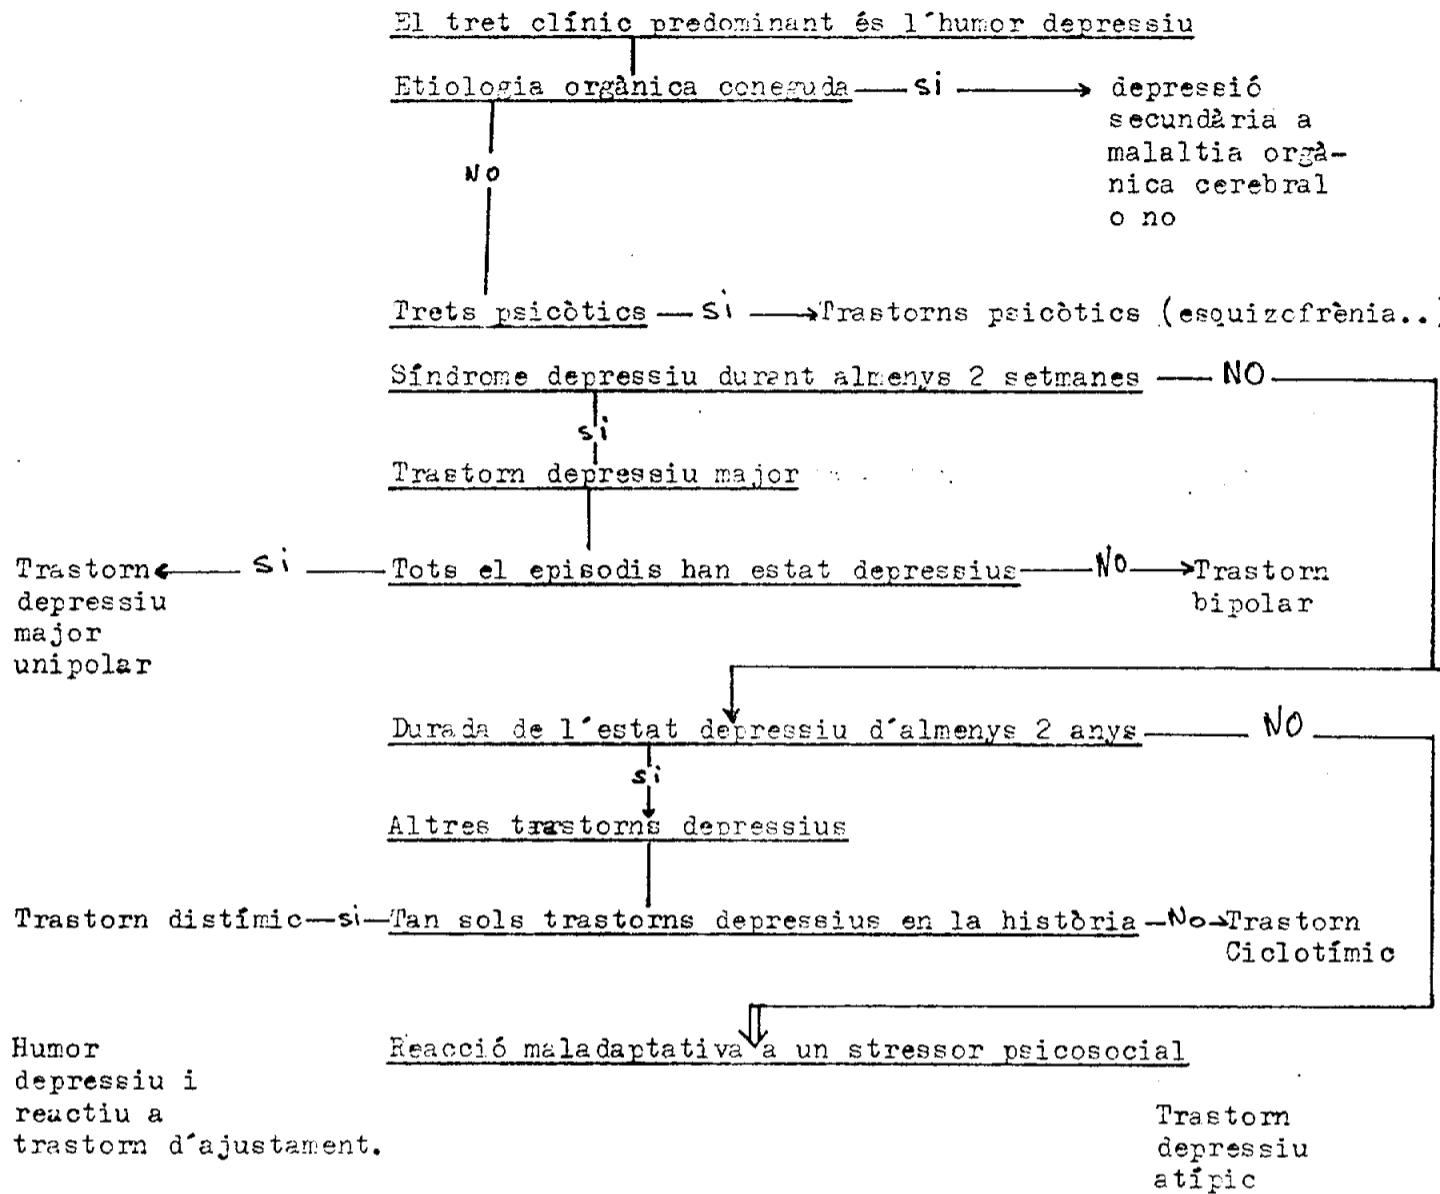 El tret clínic predominant és l´humor depressiu
Etiologia orgànica coneguda si depressió
secundària a
malaltia orgà-
nica cerebral
o no
NO
Trets psicòtics si Trastorns psicòtics (esquizofrènia..)
Síndrome depressiu durant almenys 2 setmanes NO
si
Trastorn depressiu major
Trastorn si Tots el episodis han estat depressius NO Trastorn
depressiu bipolar
major
unipolar
Durada de l´estat depressiu d´almenys 2 anys NO
si
Altres trastorns depressius
Trastorn distímic si Tan sols trastorns depressius en la història No Trastorn
Ciclotímic
Humor Reacció maladaptativa a un stressor psicosocial
depressiu i
reactiu a Trastorn
trastorn d´ajustament. depressiu
atípic